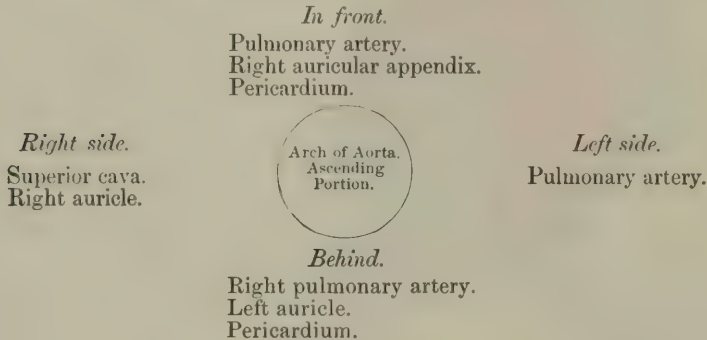 In front.
Pulmonary artery.
Right auricular appendix.
Pericardium.
Right side.
Superior cava.
Right auricle.
Arch of Aorta.
Ascending
Portion.
Left side.
Pulmonary artery.
Behind.
Right pulmonary artery.
Left auricle.
Pericardium.